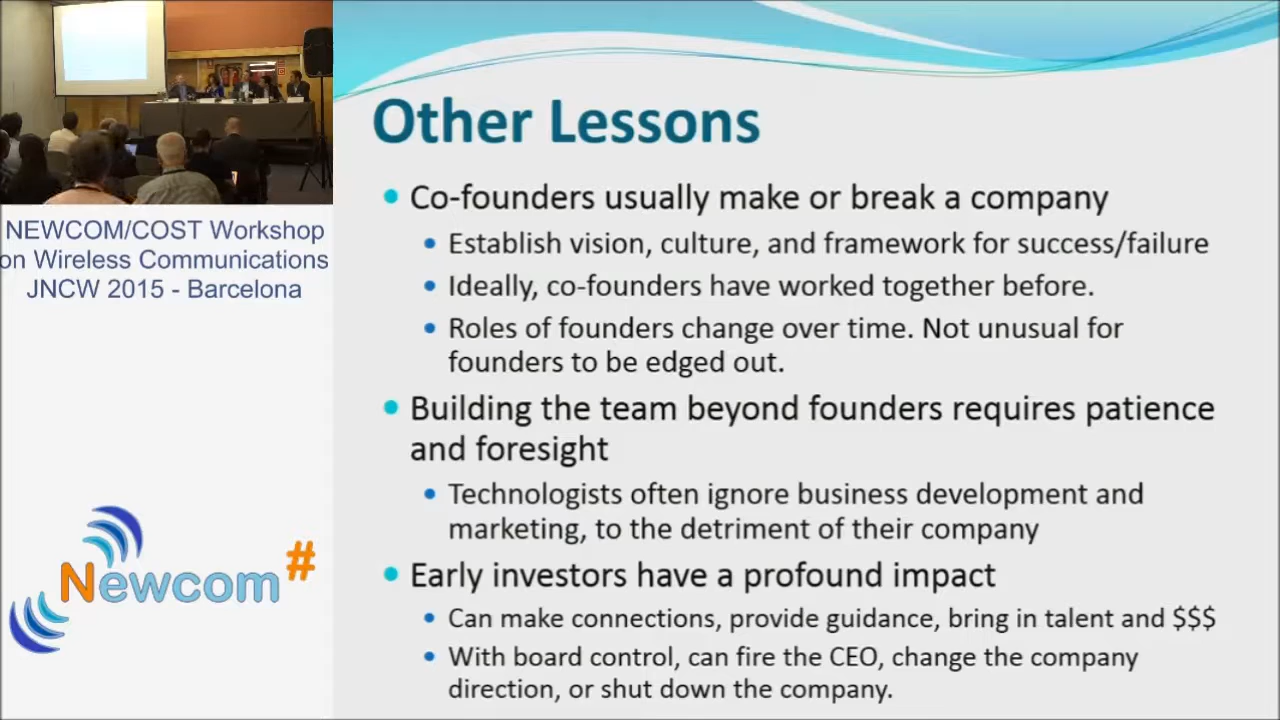 NEWCOM/COST Workshop
on Wireless Communications
JNCW 2015 - Barcelona
Newcom#
Other Lessons
• Co-founders usually make or break a company
• Establish vision, culture, and framework for success/failure
• Ideally, co-founders have worked together before.
• Roles of founders change over time. Not unusual for
founders to be edged out.
• Building the team beyond founders requires patience
and foresight
• Technologists often ignore business development and
marketing, to the detriment of their company
• Early investors have a profound impact
• Can make connections, provide guidance, bring in talent and $$$
• With board control, can fire the CEO, change the company
direction, or shut down the company.